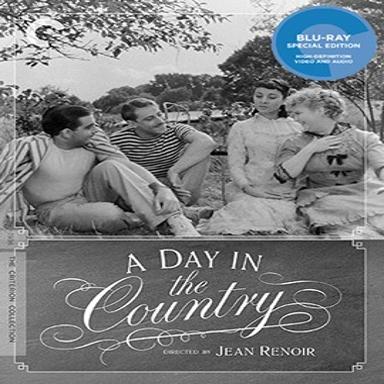 BLU-RAY
SPECIAL EDITION
HIGH-DEFINITION
VIDEO AND AUDIO
A DAY IN
the
Country
DIRECTED BY JEAN RENOIR
THE CRITERION COLLECTION